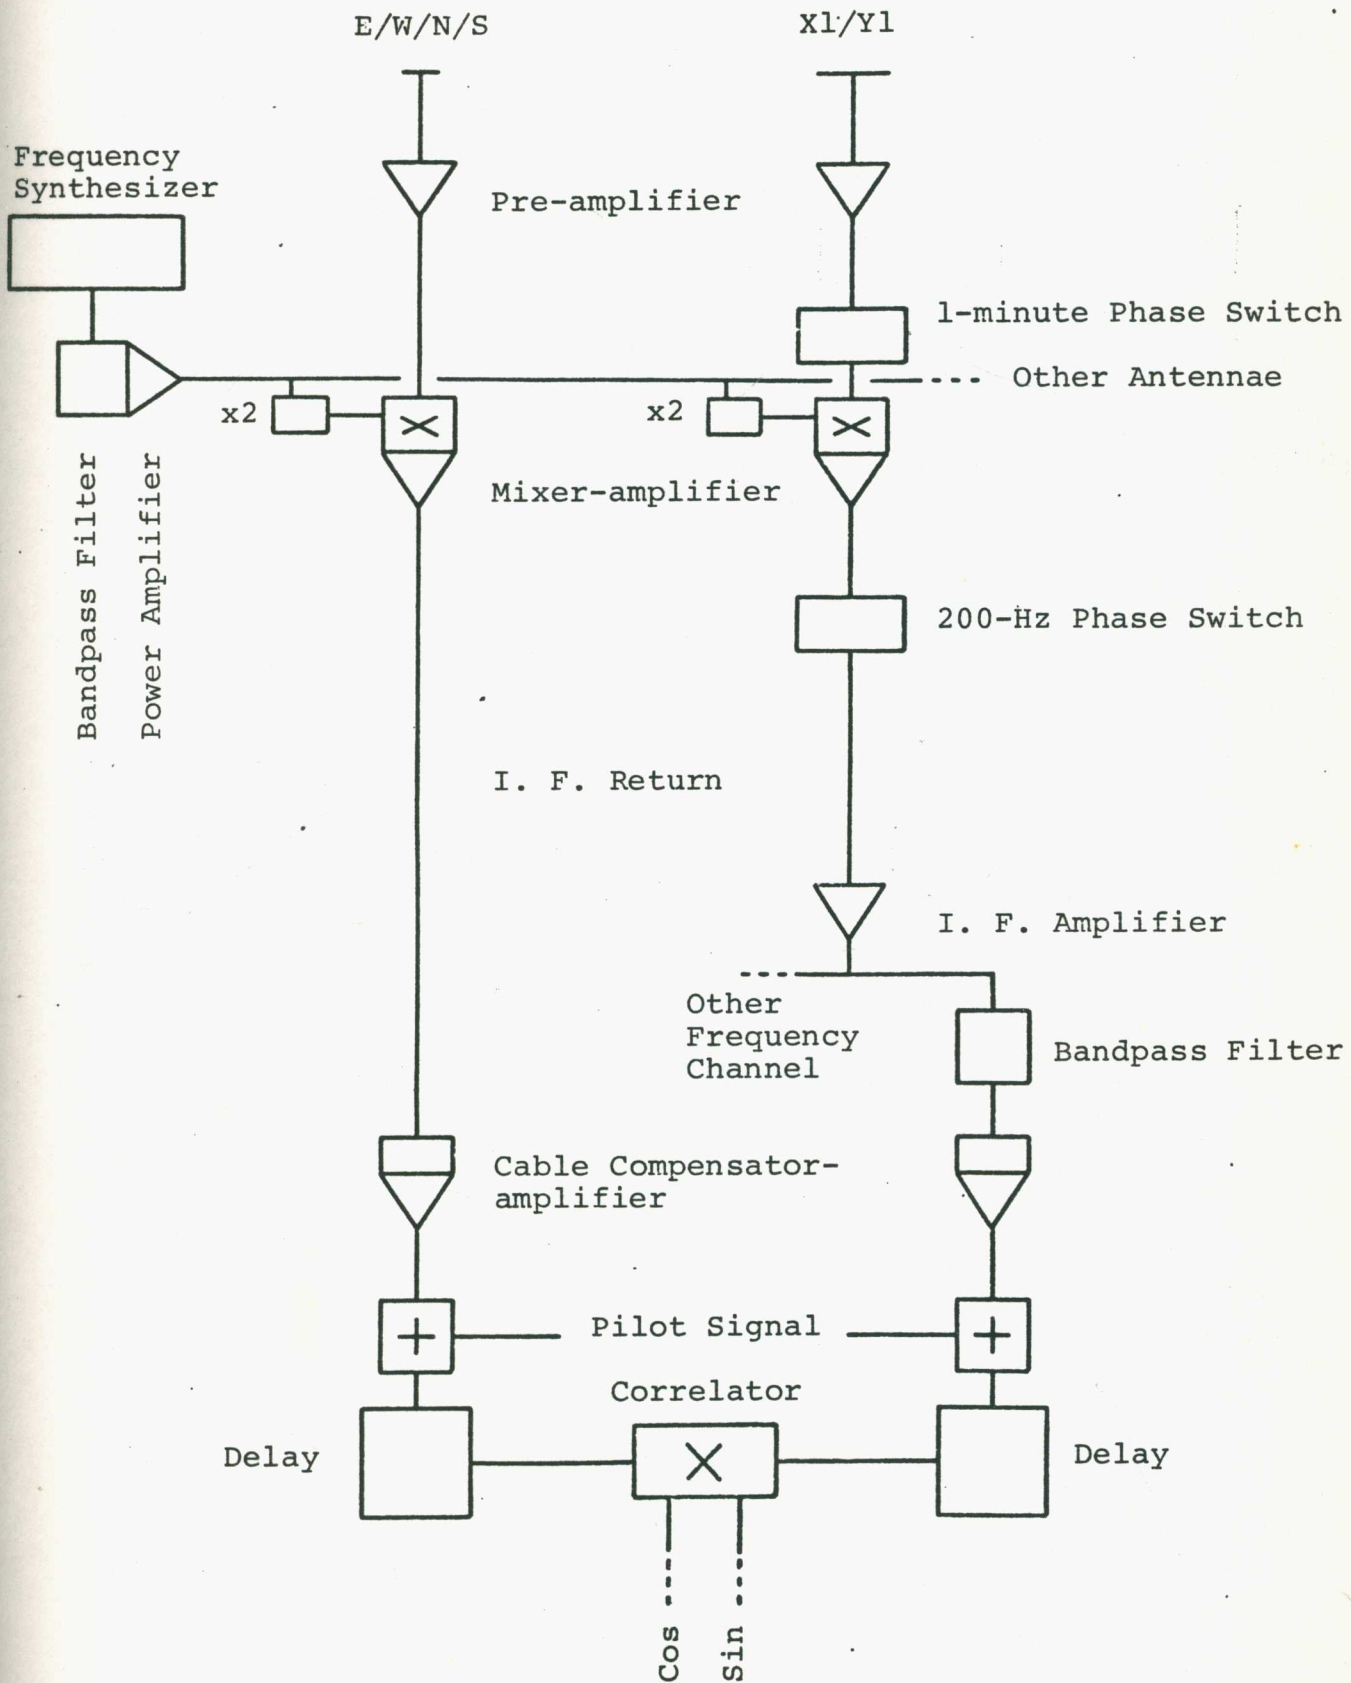 E/W/N/S
X1/Y1
Frequency
Synthesizer
Pre-amplifier
1-minute Phase Switch
Other Antennae
x2
x2
Bandpass Filter
Power Amplifier
Mixer-amplifier
200-Hz Phase Switch
I. F. Return
I. F. Amplifier
Other
Frequency
Channel
Bandpass Filter
Cable Compensator-
amplifier
Pilot Signal
Correlator
Delay
Delay
Cos
Sin